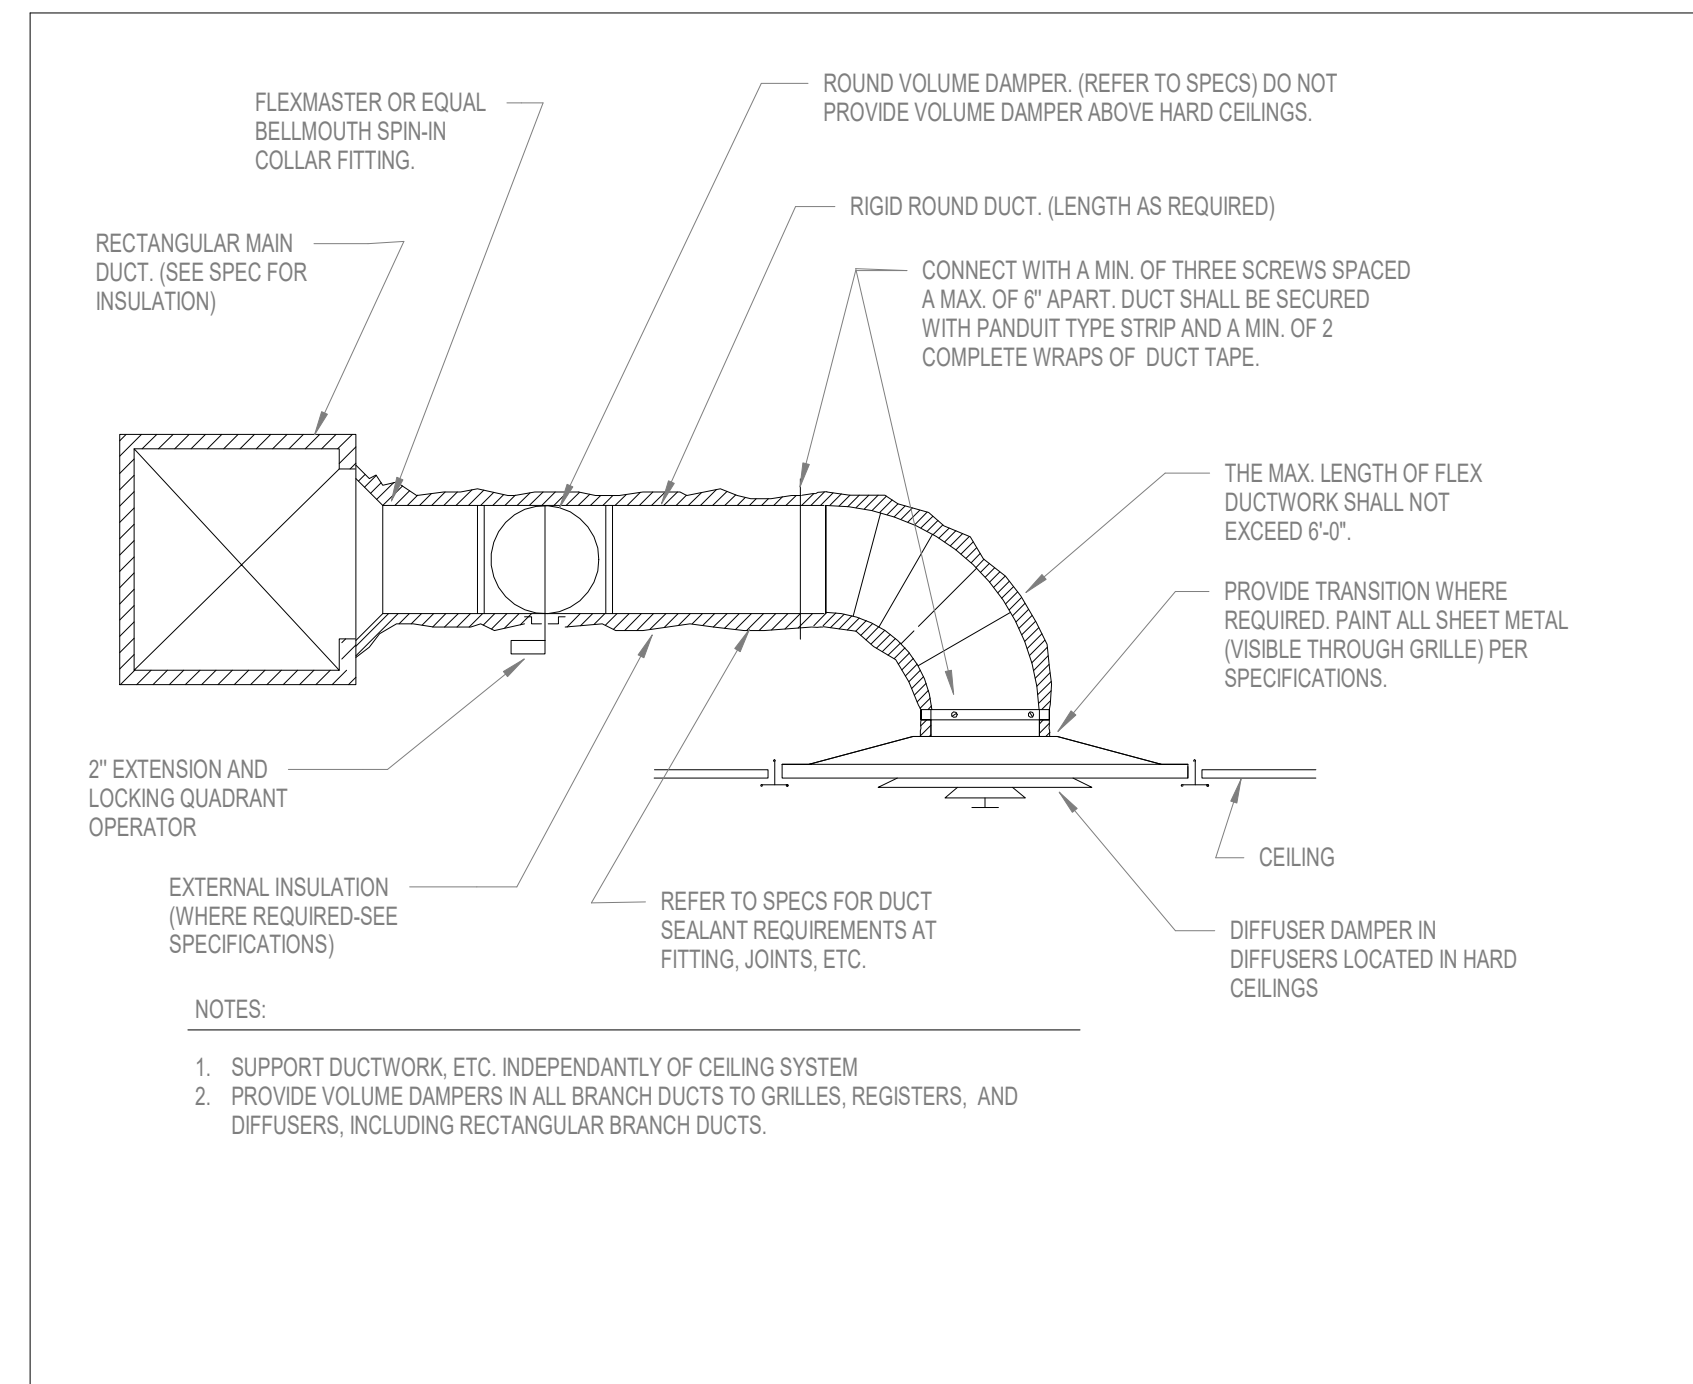 FLEXMASTER OR EQUAL
BELLMOUTH SPIN-IN
COLLAR FITTING.
ROUND VOLUME DAMPER. (REFER TO SPECS) DO NOT
PROVIDE VOLUME DAMPER ABOVE HARD CEILINGS.
RIGID ROUND DUCT. (LENGTH AS REQUIRED)
RECTANGULAR MAIN
DUCT. (SEE SPEC FOR
INSULATION)
CONNECT WITH A MIN. OF THREE SCREWS SPACED
A MAX. OF 6" APART. DUCT SHALL BE SECURED
WITH PANDUIT TYPE STRIP AND A MIN. OF 2
COMPLETE WRAPS OF DUCT TAPE.
THE MAX. LENGTH OF FLEX
DUCTWORK SHALL NOT
EXCEED 6'-0".
PROVIDE TRANSITION WHERE
REQUIRED. PAINT ALL SHEET METAL
(VISIBLE THROUGH GRILLE) PER
SPECIFICATIONS.
2" EXTENSION AND
LOCKING QUADRANT
OPERATOR
CEILING
EXTERNAL INSULATION
(WHERE REQUIRED-SEE
SPECIFICATIONS)
REFER TO SPECS FOR DUCT
SEALANT REQUIREMENTS AT
FITTING, JOINTS, ETC.
DIFFUSER DAMPER IN
DIFFUSERS LOCATED IN HARD
CEILINGS
NOTES:
1. SUPPORT DUCTWORK, ETC. INDEPENDANTLY OF CEILING SYSTEM
2. PROVIDE VOLUME DAMPERS IN ALL BRANCH DUCTS TO GRILLES, REGISTERS, AND
DIFFUSERS, INCLUDING RECTANGULAR BRANCH DUCTS.